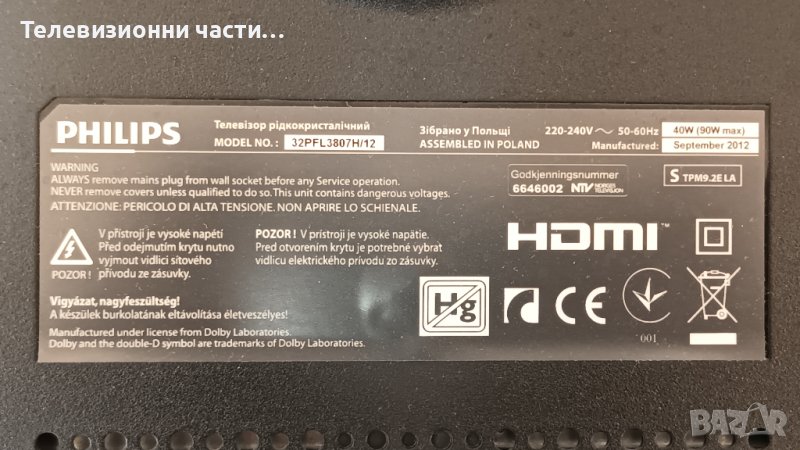 Телевизионни части…
PHILIPS
Телевізор рідкокристалічний
MODEL NO. : 32PFL3807H/12
Зібрано у Польщі
ASSEMBLED IN POLAND
220-240V ~ 50-60Hz 40W (90W max)
Manufactured: September 2012
WARNING
ALWAYS remove mains plug from wall socket before any Service operation.
NEVER remove covers unless qualified to do so. This unit contains dangerous voltages.
ATTENZIONE: PERICOLO DI ALTA TENSIONE. NON APRIRE LO SCHIENALE.
Godkjenningsnummer
6646002 NTV NORGES TELEVISJON
S TPM9.2E LA
V přístroji je vysoké napětí
Před odejmutím krytu nutno
vyjmout vidlici síťového
přívodu ze zásuvky.
POZOR !
POZOR ! V prístroji je vysoké napätie.
Pred otvorením krytu je potrebné vybrať
vidlicu elektrického prívodu zo zásuvky.
HDMI™
Vigyázat, nagyfeszültség!
A készülek burkolatának eltávolítása életveszélyes!
Manufactured under license from Dolby Laboratories.
Dolby and the double-D symbol are trademarks of Dolby Laboratories.
Hg
CE
001
BAZAR